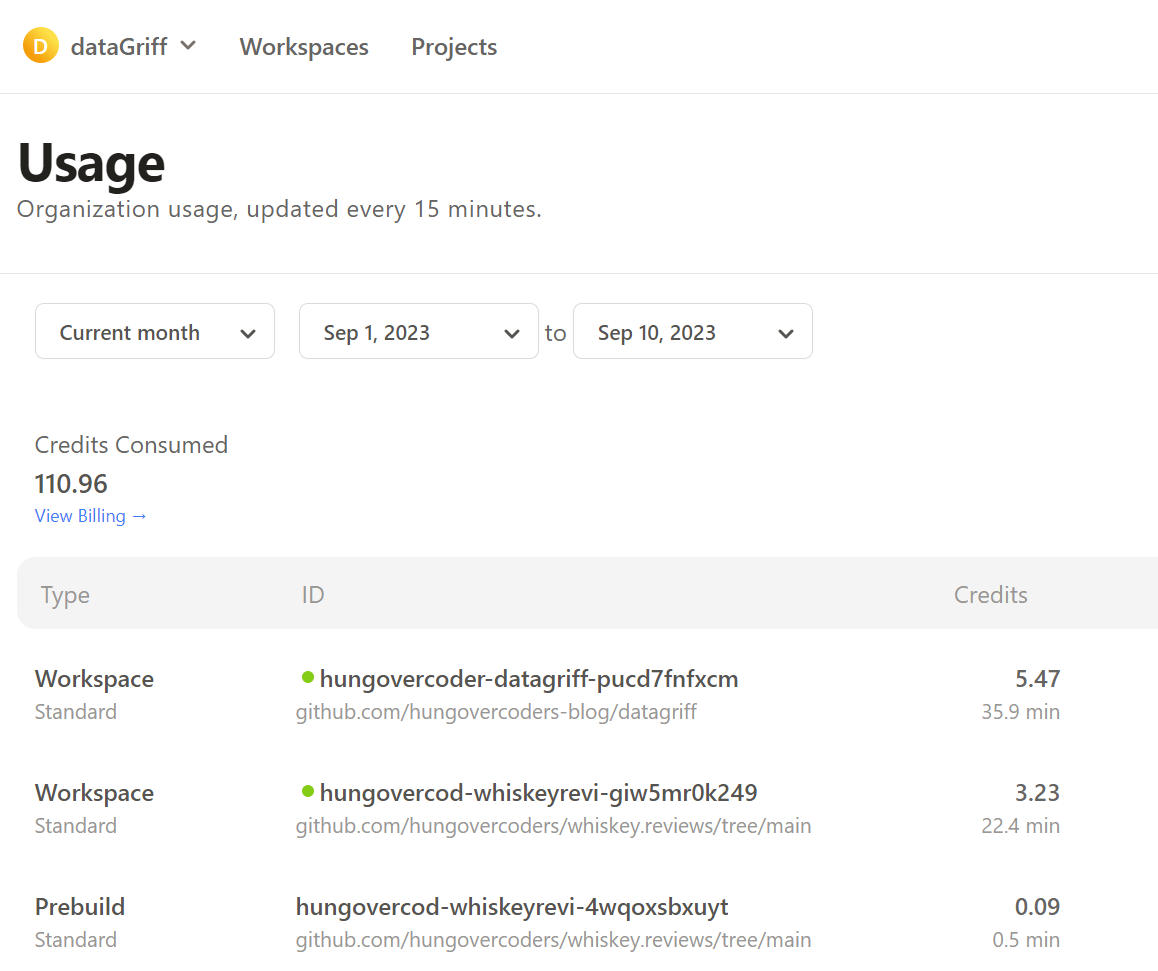 D dataGriff Workspaces Projects
Usage
Organization usage, updated every 15 minutes.
Current month Sep 1, 2023 to Sep 10, 2023
Credits Consumed
110.96
View Billing →
Type ID Credits
Workspace hungovercoder-datagriff-pucd7fnfxcm 5.47
Standard github.com/hungovercoders-blog/datagriff 35.9 min
Workspace hungovercod-whiskeyrevi-giw5mr0k249 3.23
Standard github.com/hungovercoders/whiskey.reviews/tree/main 22.4 min
Prebuild hungovercod-whiskeyrevi-4wqoxsbxuyt 0.09
Standard github.com/hungovercoders/whiskey.reviews/tree/main 0.5 min